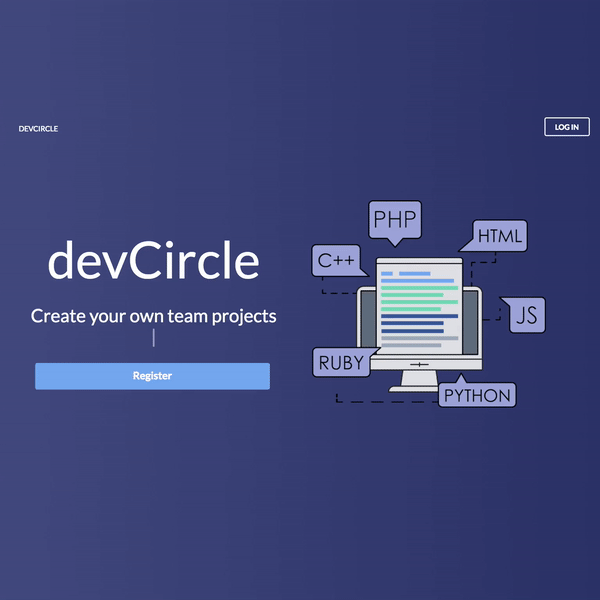 DEVCIRCLE
LOG IN
devCircle
Create your own team projects
Register
PHP
HTML
C++
JS
RUBY
PYTHON